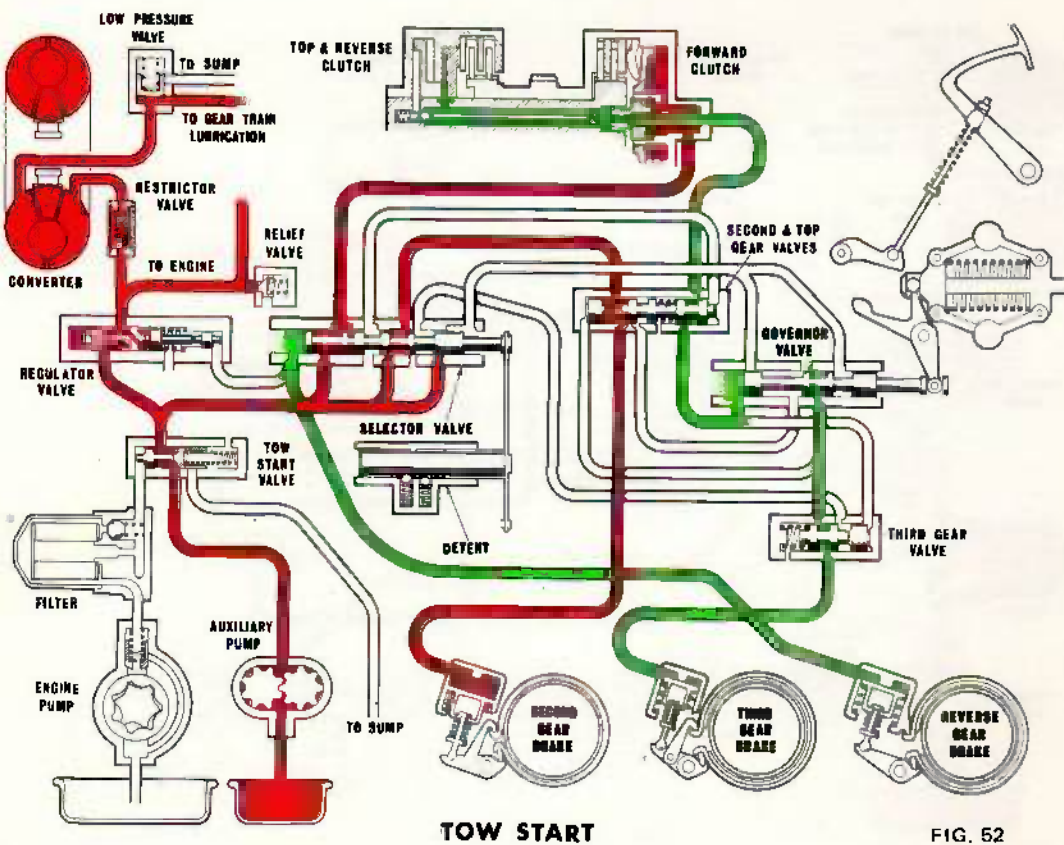 LOW PRESSURE
VALVE
TO SUMP
TO GEAR TRAIN
LUBRICATION
TOP & REVERSE
CLUTCH
FORWARD
CLUTCH
RESTRICTOR
VALVE
RELIEF
VALVE
SECOND & TOP
GEAR VALVES
CONVERTER
TO ENGINE
GOVERNOR
VALVE
REGULATOR
VALVE
SELECTOR VALVE
TOW
START
VALVE
DETENT
THIRD GEAR
VALVE
FILTER
AUXILIARY
PUMP
ENGINE
PUMP
TO SUMP
SECOND
GEAR
BRAKE
THIRD
GEAR
BRAKE
REVERSE
GEAR
BRAKE
TOW START
FIG. 52